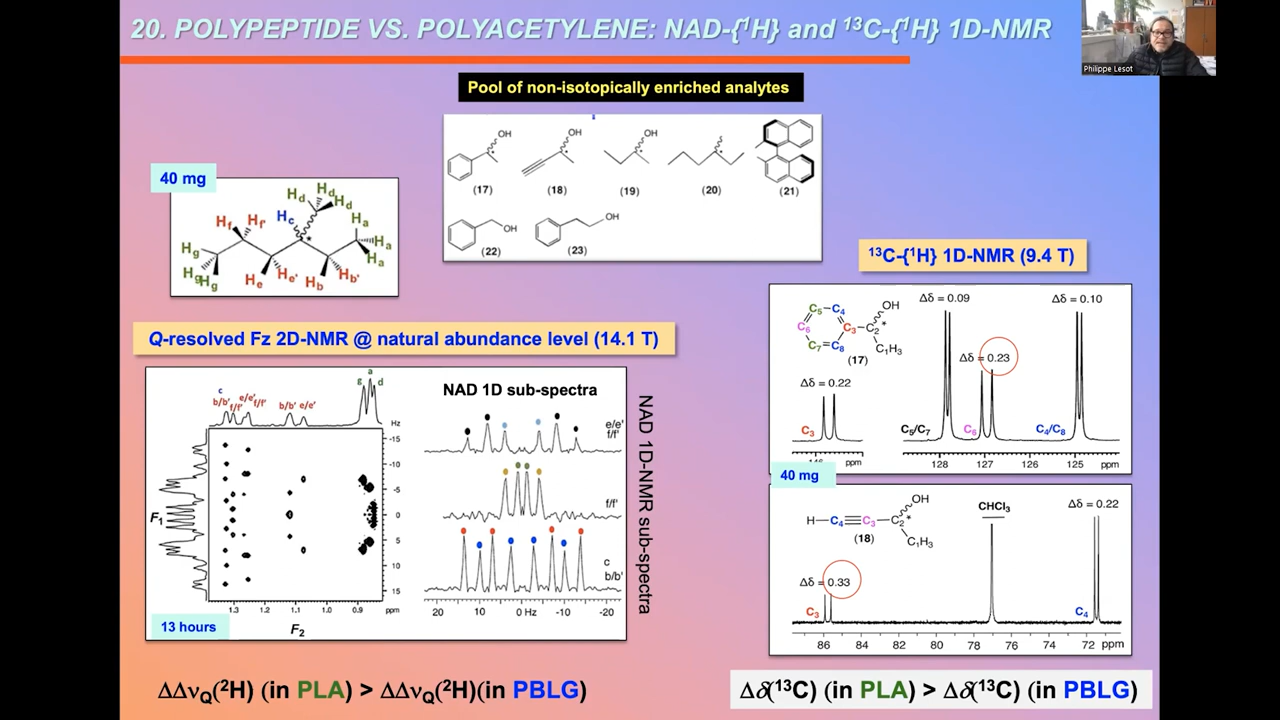 20. POLYPEPTIDE VS. POLYACETYLENE: NAD-{¹H} and ¹³C-{¹H} 1D-NMR
Philippe Lesot
Pool of non-isotopically enriched analytes
OH
OH
OH
(17)
(18)
(19)
(20)
(21)
OH
OH
(22)
(23)
40 mg
Hd
Hd
Hd
Hf
Hf'
Hc
Ha
Hg
Ha
Ha
Hg
Hg
He
He'
Hb
Hb'
¹³C-{¹H} 1D-NMR (9.4 T)
C5
C4
OH
C6
C3
C2
*
C7
C8
C1H3
(17)
Δδ = 0.09
Δδ = 0.10
Δδ = 0.23
Δδ = 0.22
C3
C5/C7
C6
C4/C8
146
ppm
128
127
126
125
ppm
40 mg
OH
H
C4
C3
C2
*
C1H3
(18)
CHCl3
Δδ = 0.22
Δδ = 0.33
C3
C4
86
84
82
80
78
76
74
72
ppm
Q-resolved Fz 2D-NMR @ natural abundance level (14.1 T)
c
b/b'
f/f'
e/e'
f/f'
b/b'
e/e'
g
a
d
Hz
-15
-10
-5
0
5
10
15
F1
1.3
1.2
1.1
1.0
0.9
ppm
F2
13 hours
NAD 1D sub-spectra
e/e'
f/f'
f/f'
c
b/b'
20
10
0 Hz
-10
-20
NAD 1D-NMR sub-spectra
ΔΔνQ(²H) (in PLA) > ΔΔνQ(²H)(in PBLG)
Δδ(¹³C) (in PLA) > Δδ(¹³C) (in PBLG)